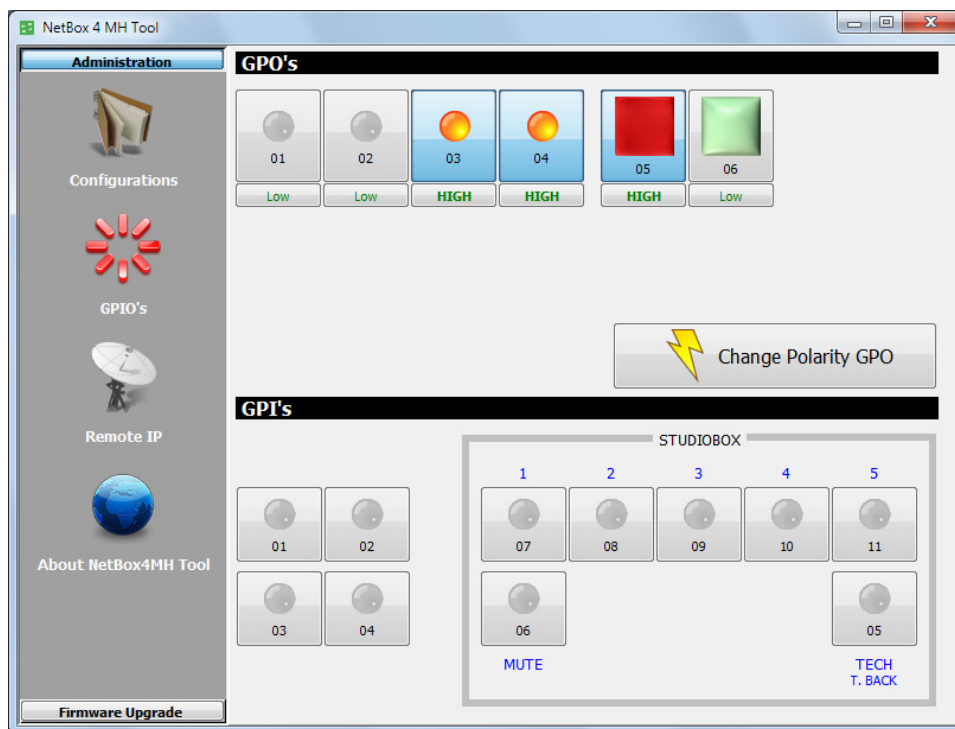 NetBox 4 MH Tool
Administration
Configurations
GPIO's
Remote IP
About NetBox4MH Tool
Firmware Upgrade
GPO's
01 02 03 04 05 06
Low Low HIGH HIGH HIGH Low
Change Polarity GPO
GPI's
01 02
03 04
STUDIOBOX
1 2 3 4 5
07 08 09 10 11
06 05
MUTE TECH
T. BACK